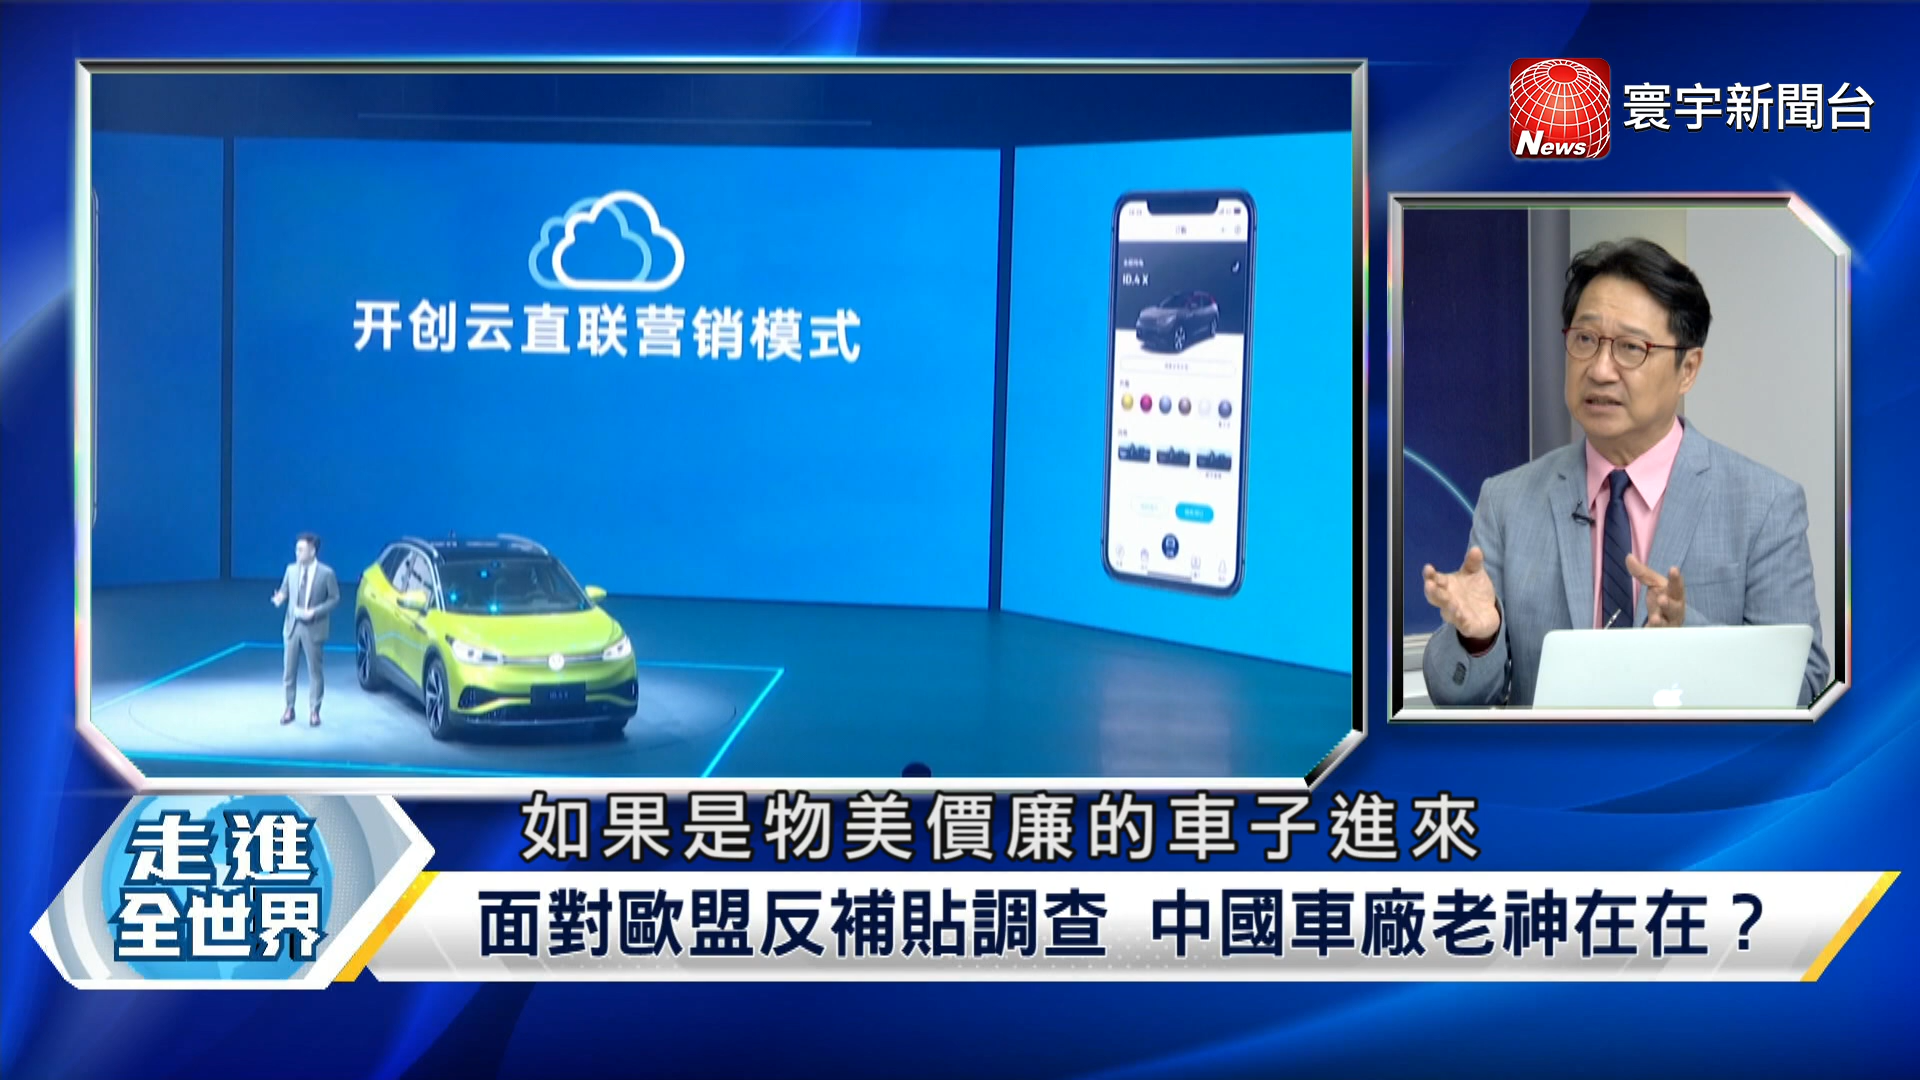 News
寰宇新聞台
开创云直联营销模式
ID.4 X
ID.4 X
如果是物美價廉的車子進來
走進
全世界
面對歐盟反補貼調查 中國車廠老神在在？